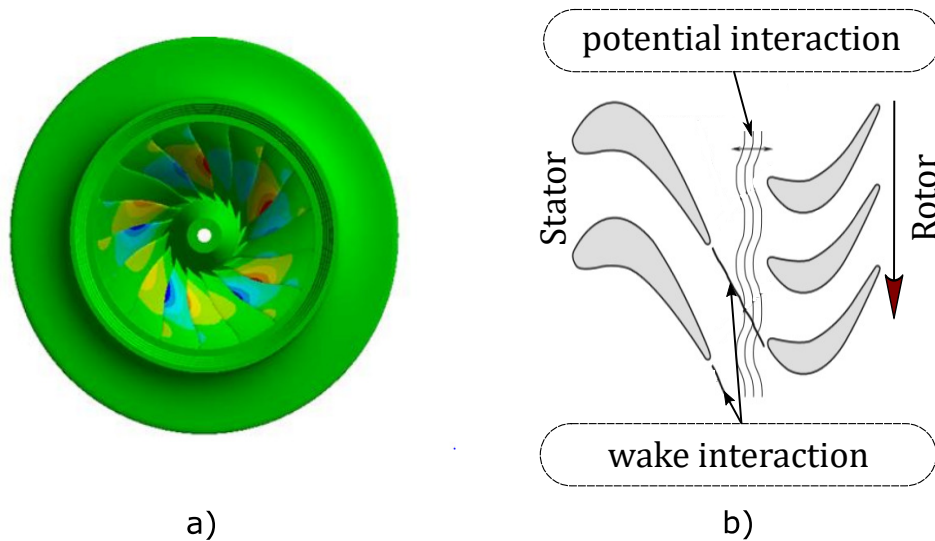 potential interaction
Stator
Rotor
wake interaction
a)
b)